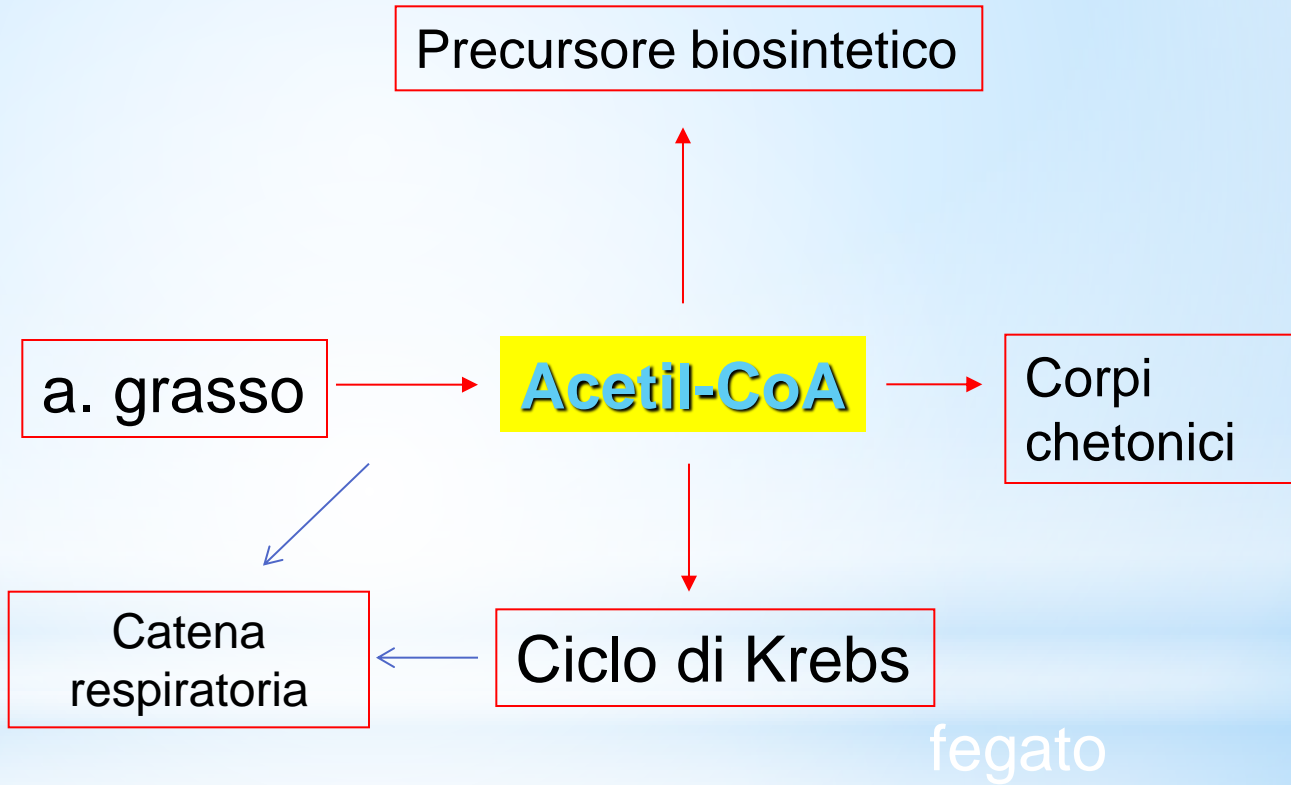 Precursore biosintetico
a. grasso
Acetil-CoA
Corpi
chetonici
Catena
respiratoria
Ciclo di Krebs
fegato